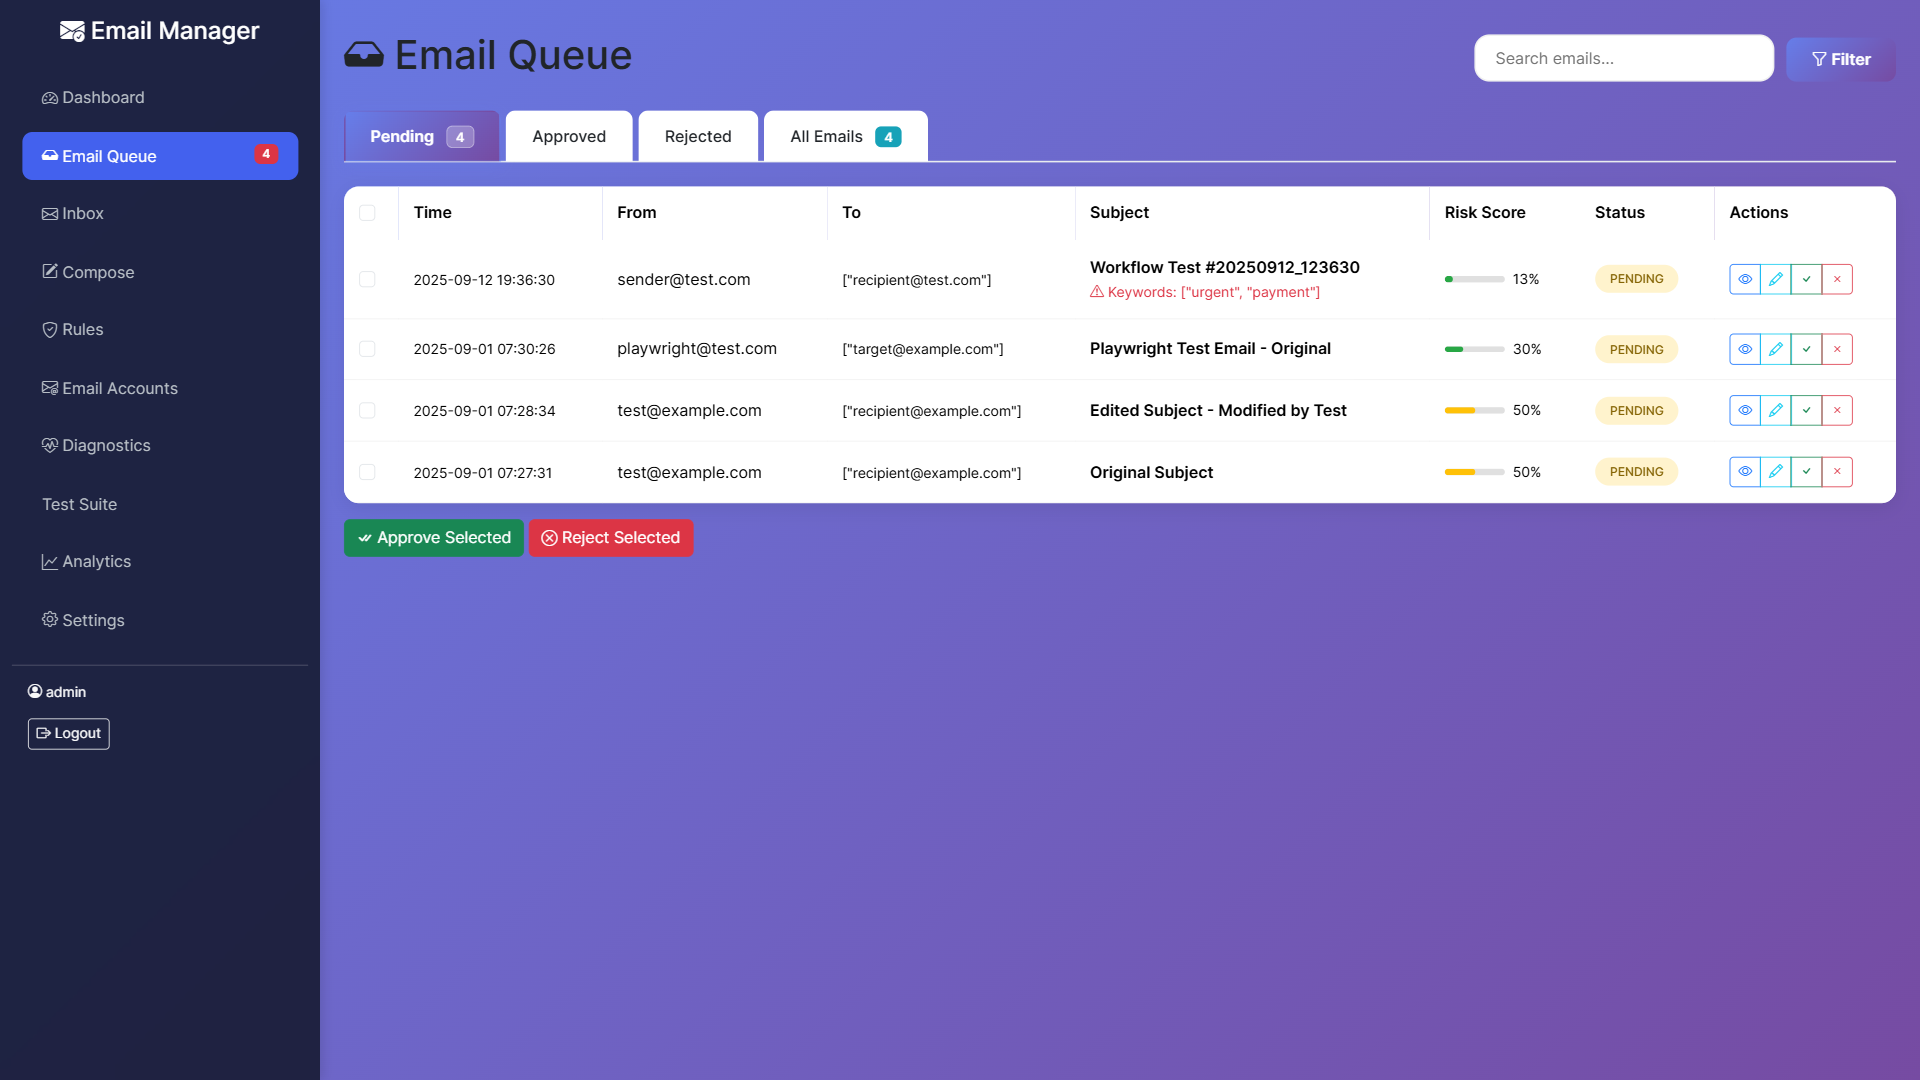 Email Manager
Dashboard
Email Queue 4
Inbox
Compose
Rules
Email Accounts
Diagnostics
Test Suite
Analytics
Settings
admin
Logout
Email Queue
Search emails...
Filter
Pending 4
Approved
Rejected
All Emails 4
Time From To Subject Risk Score Status Actions
2025-09-12 19:36:30 sender@test.com ["recipient@test.com"] Workflow Test #20250912_123630 13% PENDING
Keywords: ["urgent", "payment"]
2025-09-01 07:30:26 playwright@test.com ["target@example.com"] Playwright Test Email - Original 30% PENDING
2025-09-01 07:28:34 test@example.com ["recipient@example.com"] Edited Subject - Modified by Test 50% PENDING
2025-09-01 07:27:31 test@example.com ["recipient@example.com"] Original Subject 50% PENDING
Approve Selected
Reject Selected